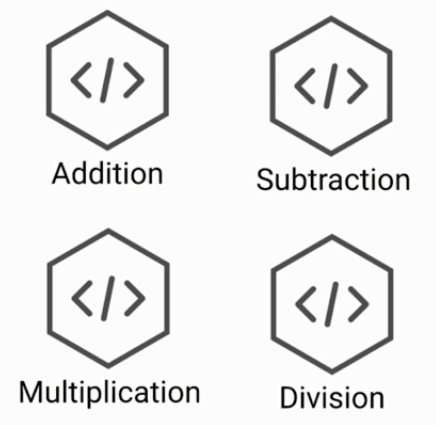 </>
</>
Addition
Subtraction
</>
</>
Multiplication
Division